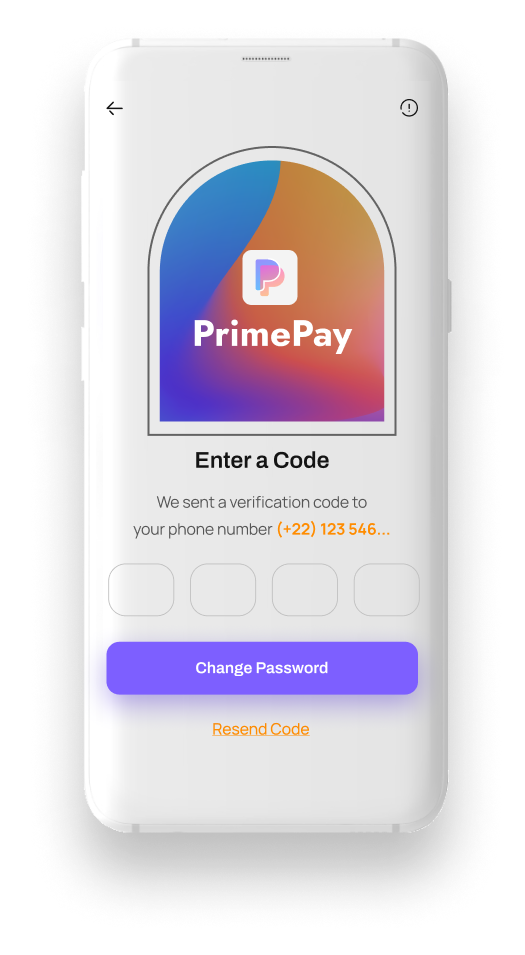 PrimePay
Enter a Code
We sent a verification code to
your phone number (+22) 123 546...
Change Password
Resend Code